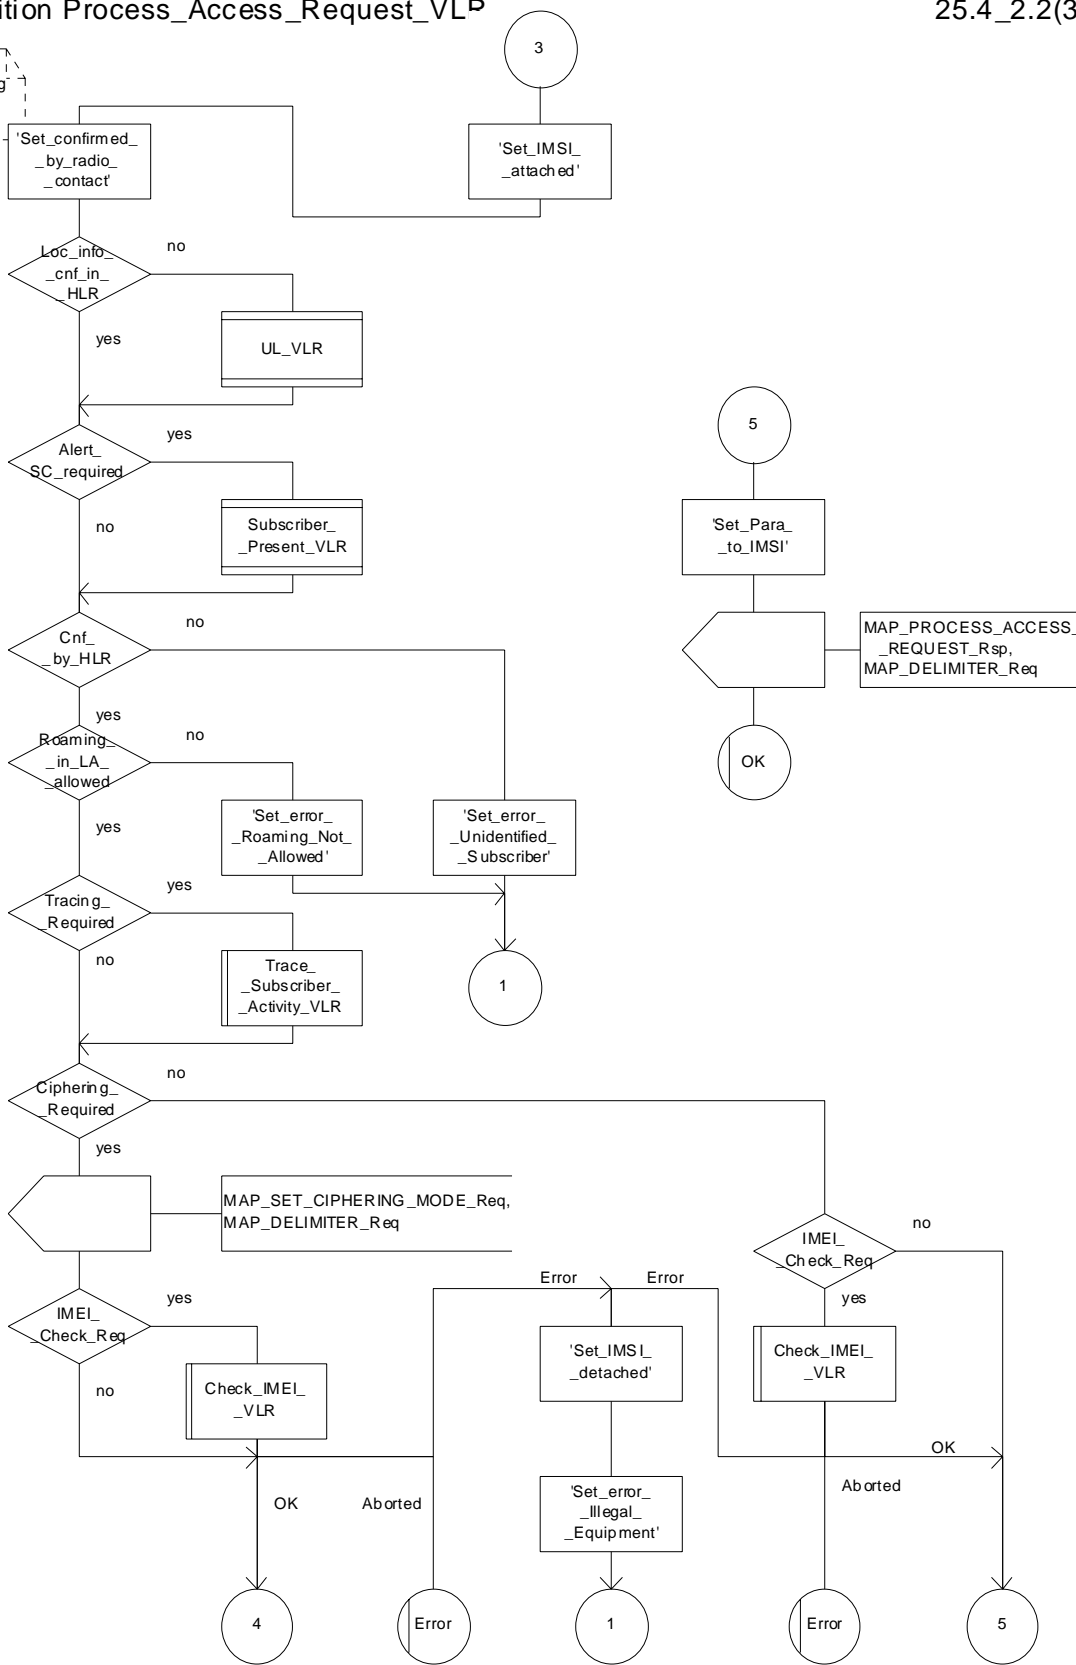 ition Process_Access_Request_VLR
25.4_2.2(3
g
3
'Set_confirmed_
_by_radio_
_contact'
'Set_IMSI_
_attached'
Loc_info_
_cnf_in_
_HLR
no
yes
UL_VLR
Alert_
SC_required
yes
no
Subscriber_
_Present_VLR
5
'Set_Para_
_to_IMSI'
Cnf_
_by_HLR
no
yes
MAP_PROCESS_ACCESS_
_REQUEST_Rsp,
MAP_DELIMITER_Req
OK
Roaming_
_in_LA_
_allowed
no
yes
'Set_error_
_Roaming_Not_
_Allowed'
'Set_error_
_Unidentified_
_Subscriber'
Tracing_
_Required
yes
no
Trace_
_Subscriber_
_Activity_VLR
1
Ciphering_
_Required
no
yes
MAP_SET_CIPHERING_MODE_Req,
MAP_DELIMITER_Req
IMEI_
_Check_Req
no
yes
Error
Error
IMEI_
_Check_Req
yes
no
Check_IMEI_
_VLR
'Set_IMSI_
_detached'
Check_IMEI_
_VLR
OK
Aborted
OK
Aborted
'Set_error_
_Illegal_
_Equipment'
4
Error
1
Error
5